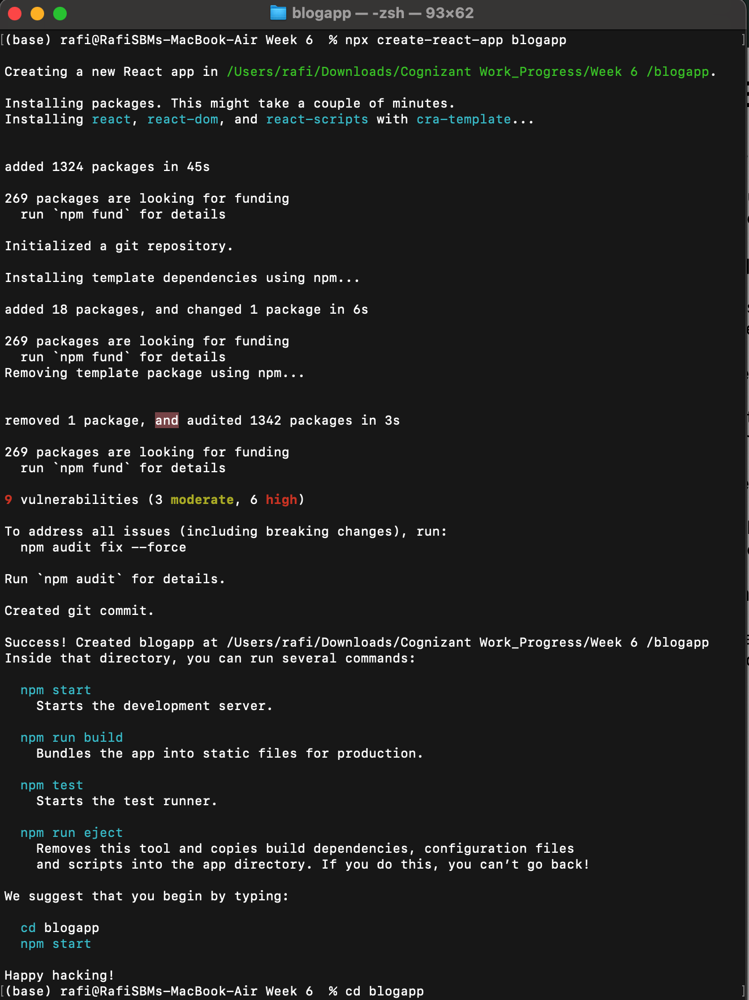 blogapp — -zsh — 93×62
[(base) rafi@RafiSBMs-MacBook-Air Week 6  % npx create-react-app blogapp ]
Creating a new React app in /Users/rafi/Downloads/Cognizant Work_Progress/Week 6 /blogapp.
Installing packages. This might take a couple of minutes.
Installing react, react-dom, and react-scripts with cra-template...
added 1324 packages in 45s
269 packages are looking for funding
  run `npm fund` for details
Initialized a git repository.
Installing template dependencies using npm...
added 18 packages, and changed 1 package in 6s
269 packages are looking for funding
  run `npm fund` for details
Removing template package using npm...
removed 1 package, and audited 1342 packages in 3s
269 packages are looking for funding
  run `npm fund` for details
9 vulnerabilities (3 moderate, 6 high)
To address all issues (including breaking changes), run:
  npm audit fix --force
Run `npm audit` for details.
Created git commit.
Success! Created blogapp at /Users/rafi/Downloads/Cognizant Work_Progress/Week 6 /blogapp
Inside that directory, you can run several commands:
  npm start
    Starts the development server.
  npm run build
    Bundles the app into static files for production.
  npm test
    Starts the test runner.
  npm run eject
    Removes this tool and copies build dependencies, configuration files
    and scripts into the app directory. If you do this, you can’t go back!
We suggest that you begin by typing:
  cd blogapp
  npm start
Happy hacking!
[(base) rafi@RafiSBMs-MacBook-Air Week 6  % cd blogapp ]